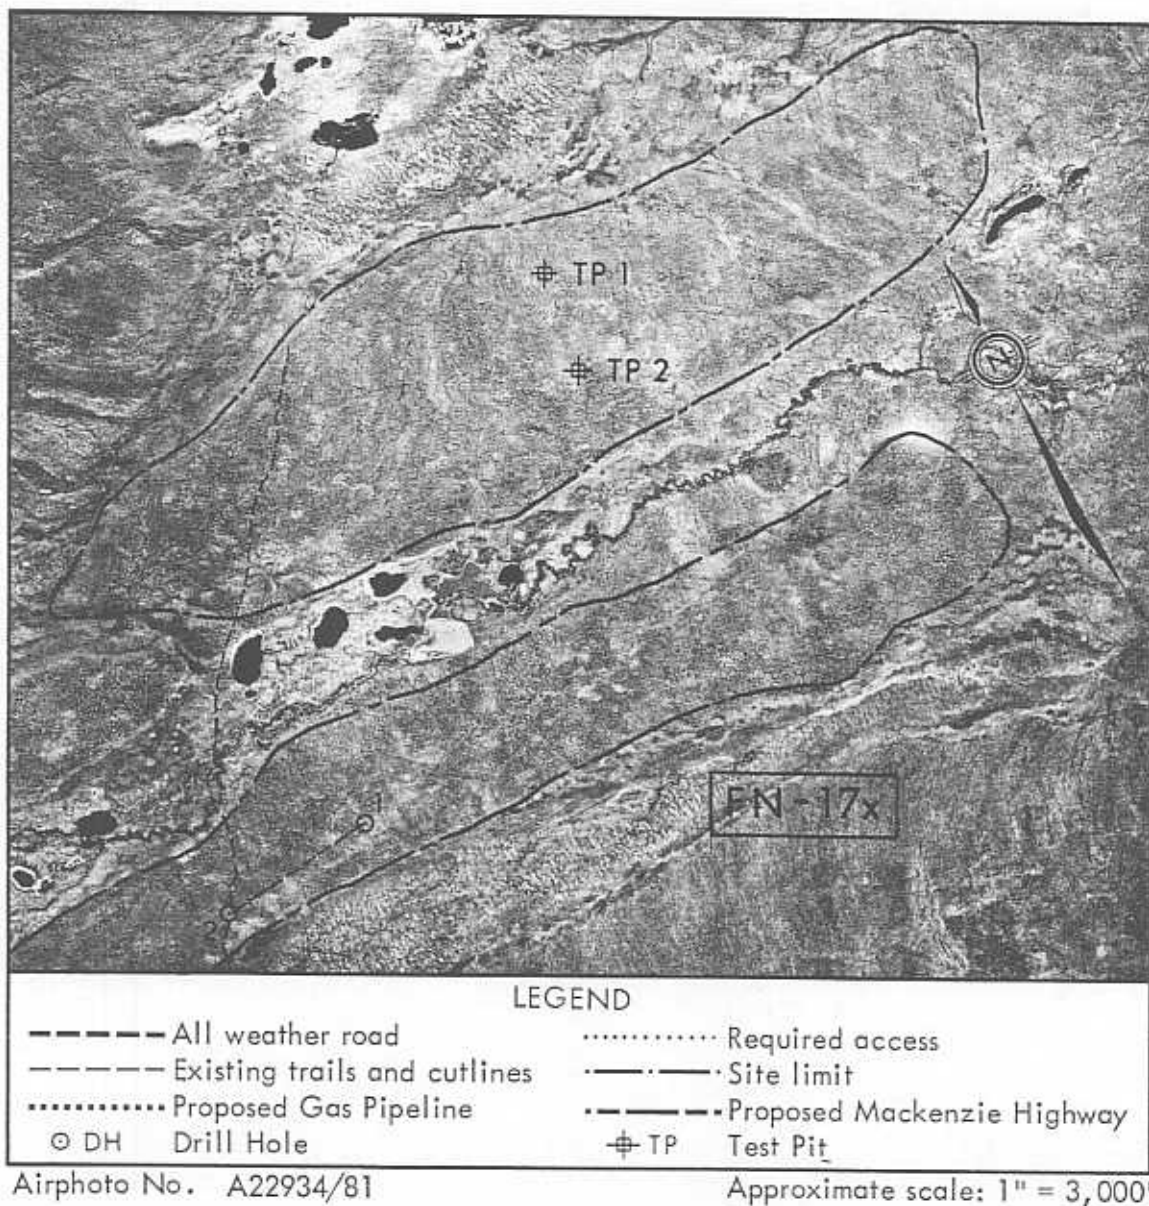 TP 1
TP 2
N
FN-17x
1
2
LEGEND
All weather road
Required access
Existing trails and cutlines
Site limit
Proposed Gas Pipeline
Proposed Mackenzie Highway
DH Drill Hole
TP Test Pit
Airphoto No. A22934/81
Approximate scale: 1" = 3,000'